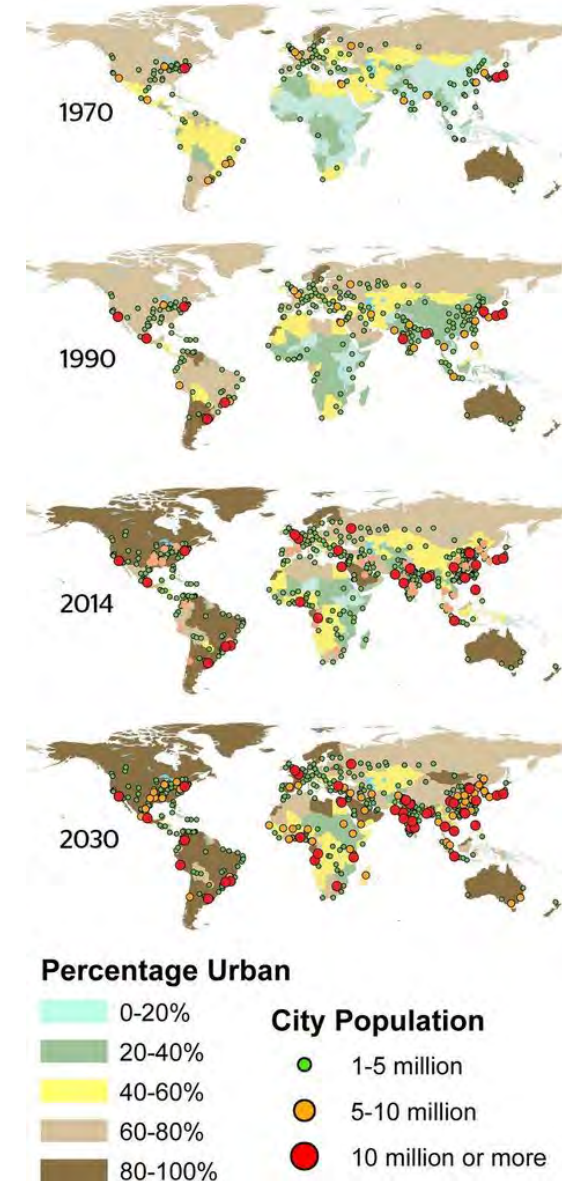 1970
1990
2014
2030
Percentage Urban
0-20%
20-40%
40-60%
60-80%
80-100%
City Population
1-5 million
5-10 million
10 million or more